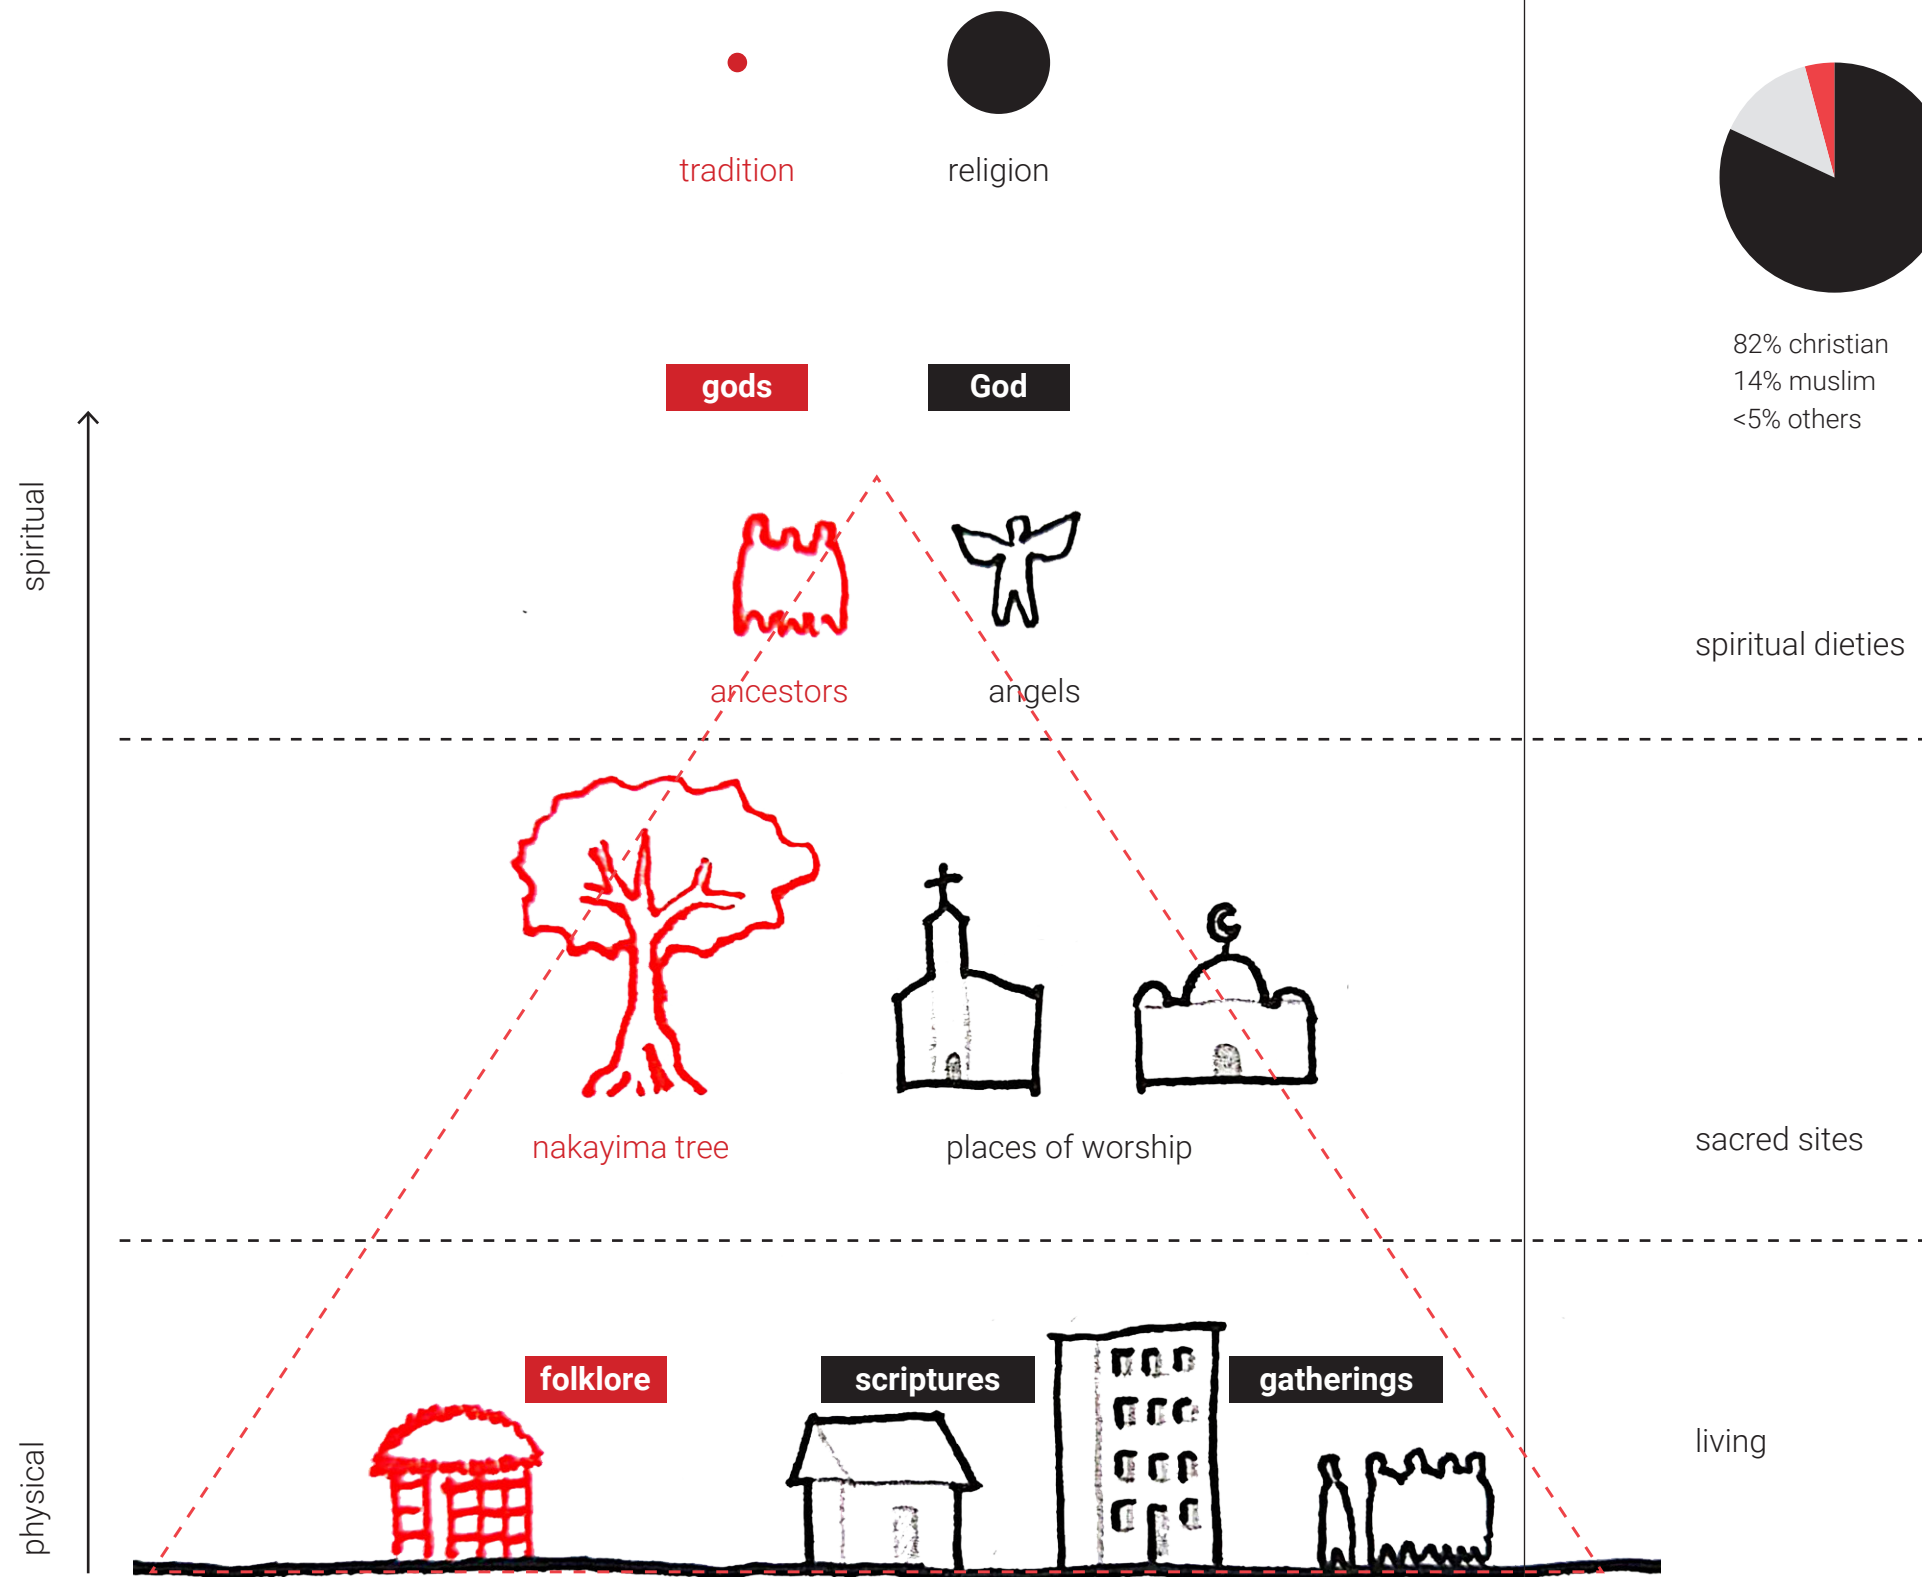 tradition
religion
82% christian
14% muslim
<5% others
gods
God
spiritual
ancestors
angels
spiritual dieties
nakayima tree
places of worship
sacred sites
folklore
scriptures
gatherings
living
physical